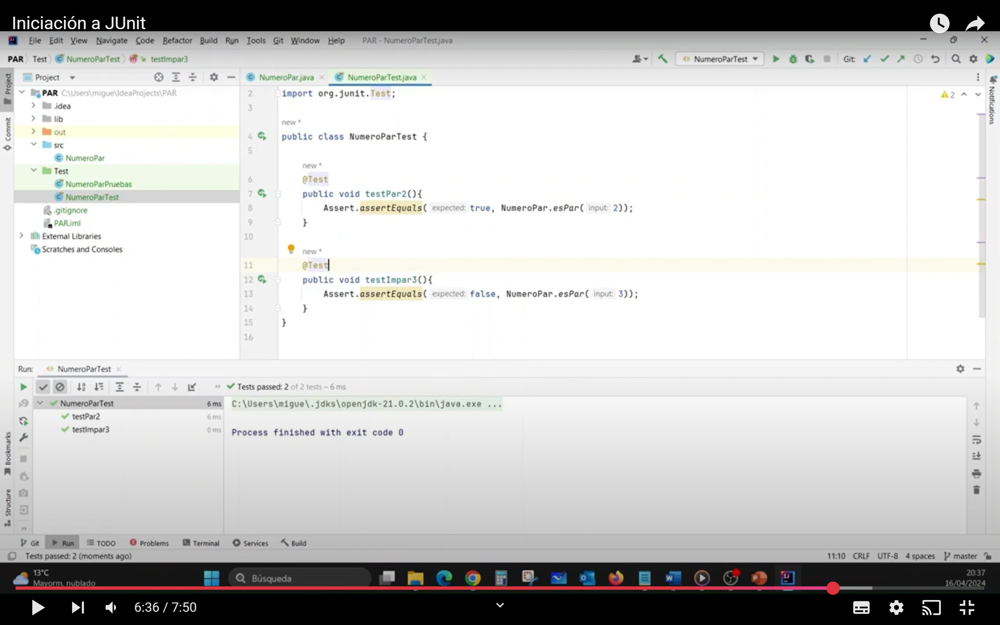 Iniciación a JUnit
File Edit View Navigate Code Refactor Build Run Tools Git Window Help PAR - NumeroParTest.java
PAR Test NumeroParTest testImpar3 NumeroParTest Git:
Project NumeroPar.java NumeroParTest.java
Project
Commit
Notifications
PAR C:\Users\migue\IdeaProjects\PAR
.idea
lib
out
src
NumeroPar
Test
NumeroParPruebas
NumeroParTest
.gitignore
PAR.iml
External Libraries
Scratches and Consoles
2 import org.junit.Test;
2
3
new *
4 public class NumeroParTest {
5
new *
6 @Test
7 public void testPar2(){
8 Assert.assertEquals( expected: true, NumeroPar.esPar( input: 2));
9 }
10
new *
11 @Test
12 public void testImpar3(){
13 Assert.assertEquals( expected: false, NumeroPar.esPar( input: 3));
14 }
15 }
16
Run: NumeroParTest
Tests passed: 2 of 2 tests – 6 ms
NumeroParTest 6 ms
testPar2 6 ms
testImpar3 0 ms
C:\Users\migue\.jdks\openjdk-21.0.2\bin\java.exe ...
Process finished with exit code 0
Bookmarks
Structure
Git Run TODO Problems Terminal Services Build
Tests passed: 2 (moments ago) 11:10 CRLF UTF-8 4 spaces master
13°C
Mayorm. nublado
Búsqueda
20:37
16/04/2024
6:36 / 7:50